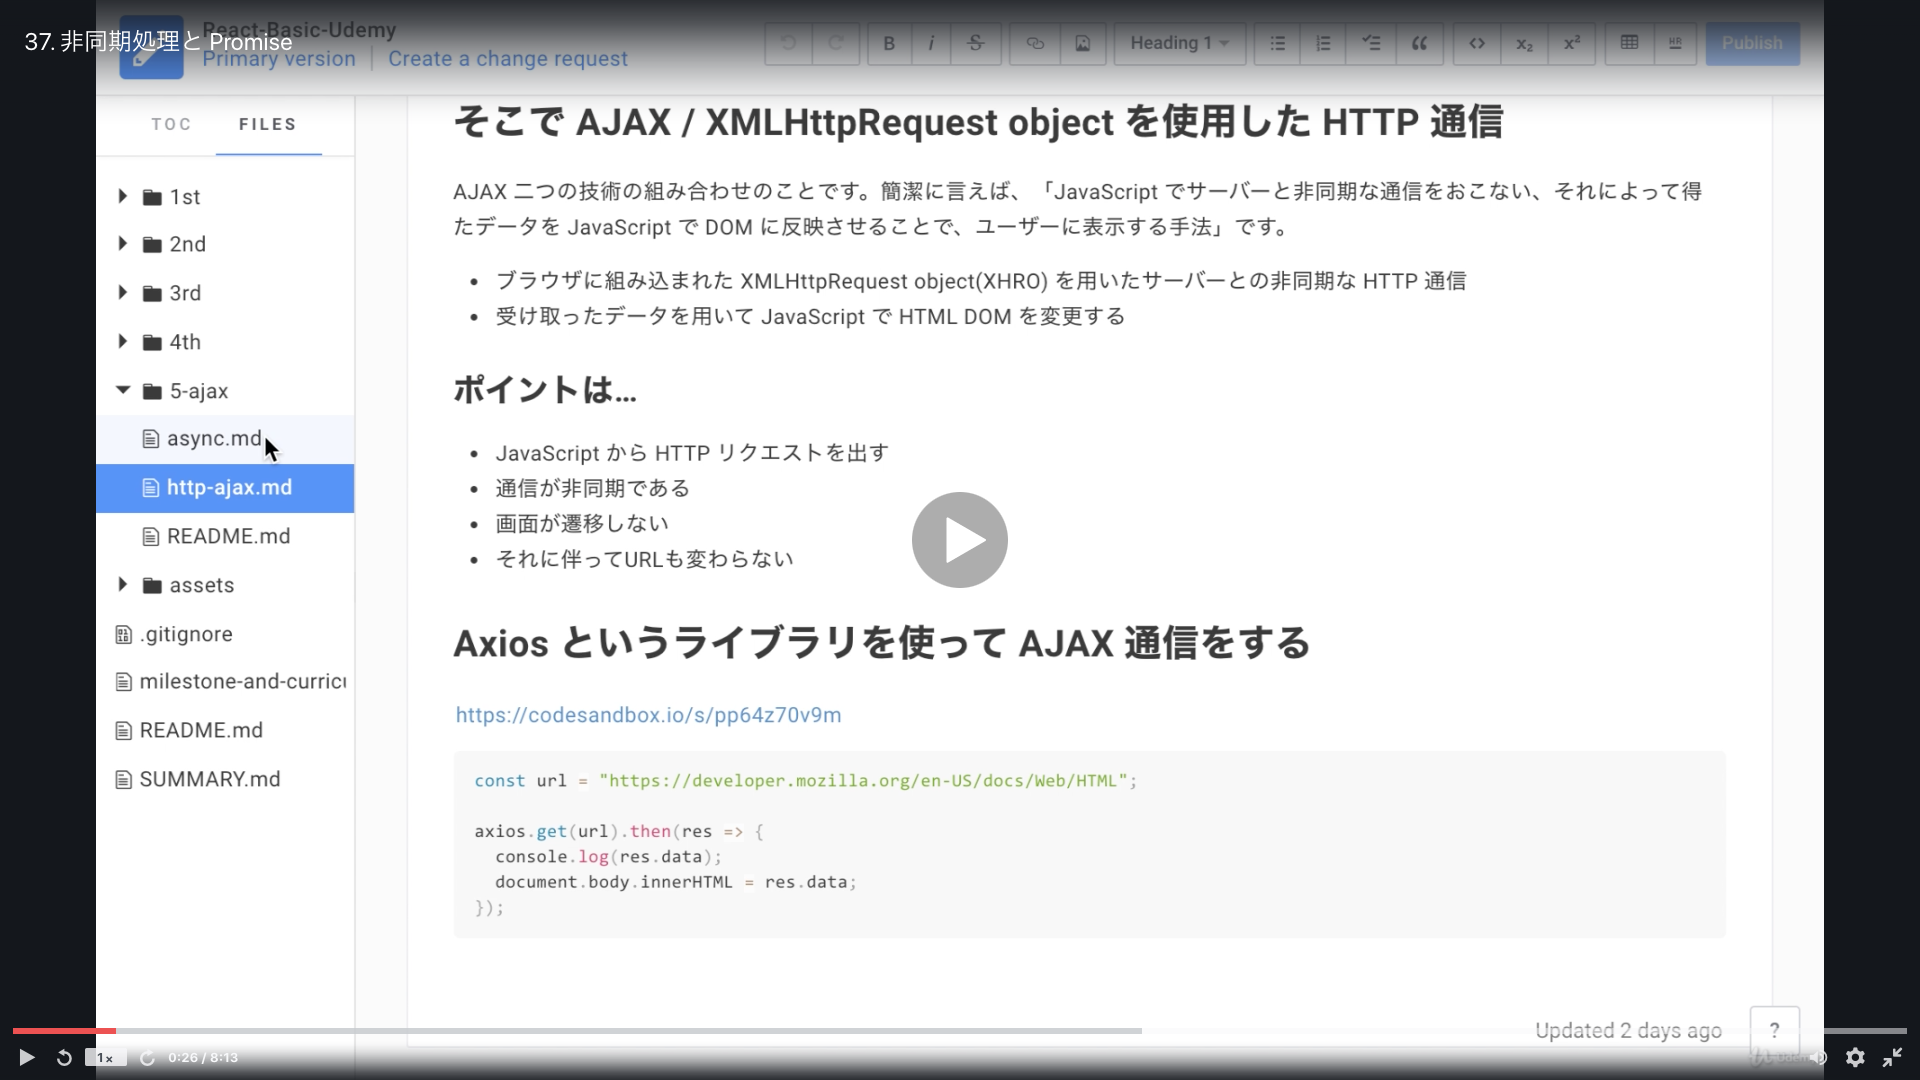 37. 非同期処理と Promise
React-Basic-Udemy
Primary version
Create a change request
B
i
S
Heading 1
<>
x₂
x²
HR
Publish
TOC
FILES
1st
2nd
3rd
4th
5-ajax
async.md
http-ajax.md
README.md
assets
.gitignore
milestone-and-curricu
README.md
SUMMARY.md
そこで AJAX / XMLHttpRequest object を使用した HTTP 通信
AJAX 二つの技術の組み合わせのことです。簡潔に言えば、「JavaScript でサーバーと非同期な通信をおこない、それによって得
たデータを JavaScript で DOM に反映させることで、ユーザーに表示する手法」です。
• ブラウザに組み込まれた XMLHttpRequest object(XHRO) を用いたサーバーとの非同期な HTTP 通信
• 受け取ったデータを用いて JavaScript で HTML DOM を変更する
ポイントは…
• JavaScript から HTTP リクエストを出す
• 通信が非同期である
• 画面が遷移しない
• それに伴ってURLも変わらない
Axios というライブラリを使って AJAX 通信をする
https://codesandbox.io/s/pp64z70v9m
const url = "https://developer.mozilla.org/en-US/docs/Web/HTML";
axios.get(url).then(res => {
console.log(res.data);
document.body.innerHTML = res.data;
});
Updated 2 days ago
?
1x
0:26 / 8:13